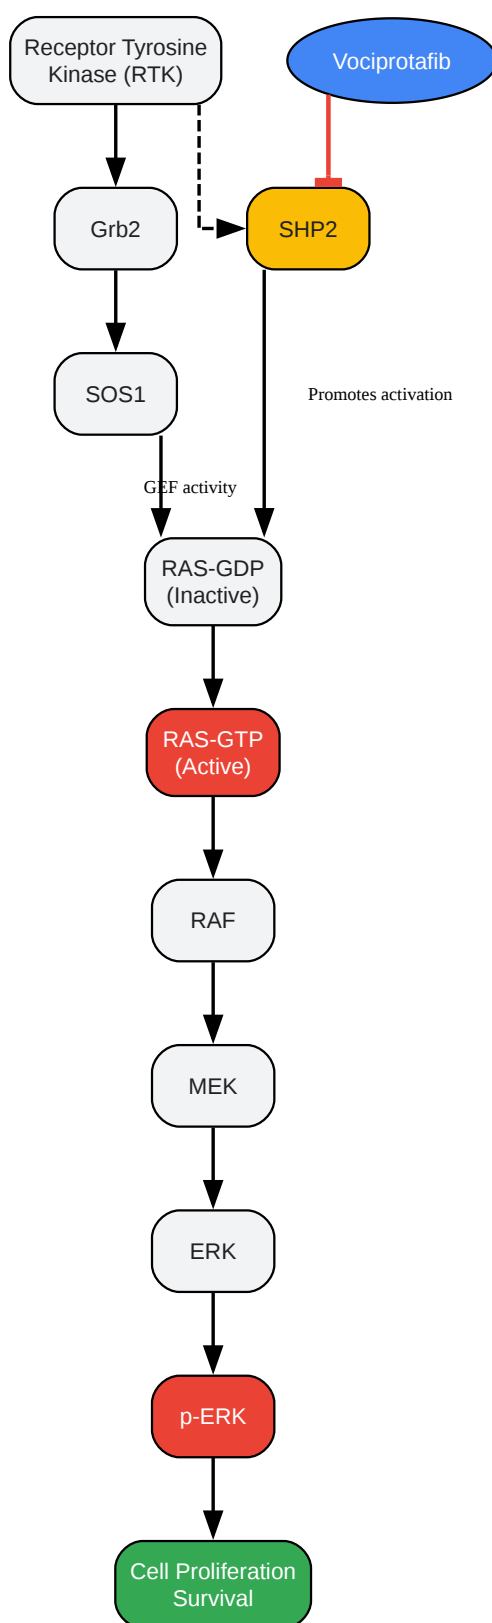 Receptor Tyrosine
Kinase (RTK)
Vociprotafib
Grb2
SHP2
SOS1
Promotes activation
GEF activity
RAS-GDP
(Inactive)
RAS-GTP
(Active)
RAF
MEK
ERK
p-ERK
Cell Proliferation
Survival